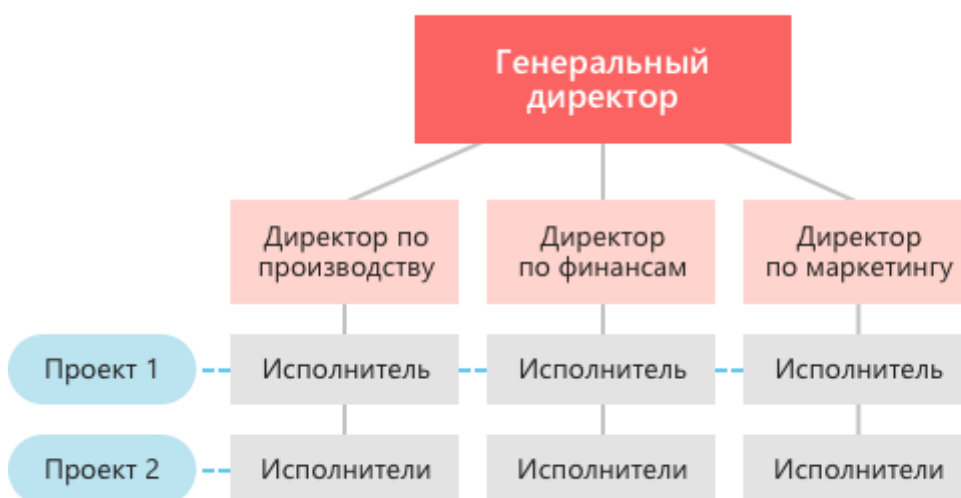 Генеральный
директор
Директор по
производству
Директор
по финансам
Директор
по маркетингу
Проект 1
Исполнитель
Исполнитель
Исполнитель
Проект 2
Исполнители
Исполнители
Исполнители